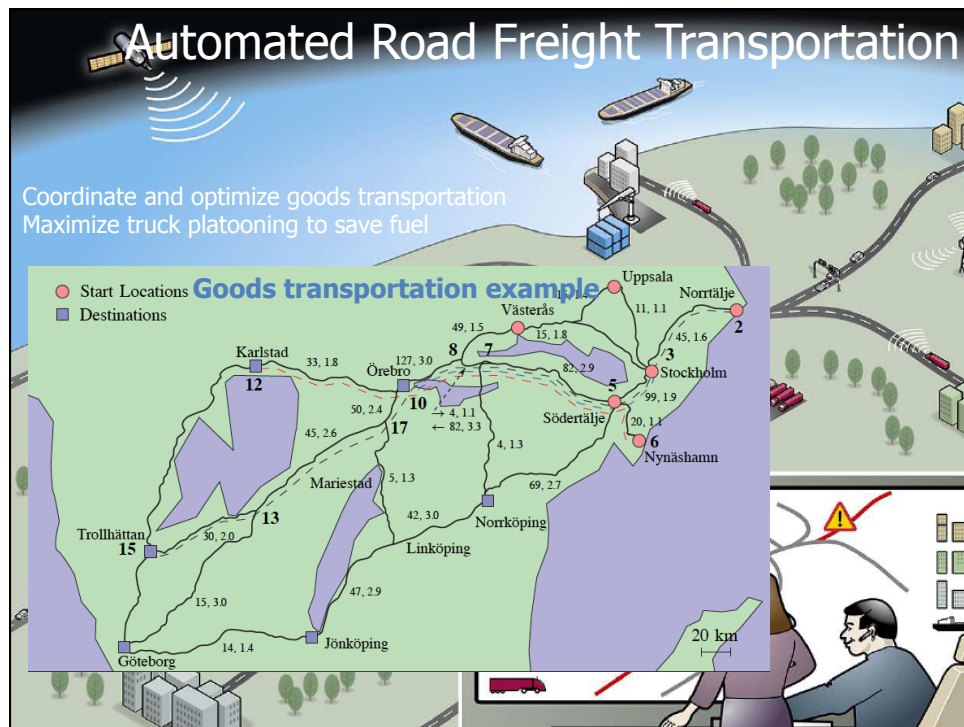 Automated Road Freight Transportation
Coordinate and optimize goods transportation
Maximize truck platooning to save fuel
Goods transportation example
Start Locations
Destinations
Uppsala
Norrtälje
2
11, 1.1
Västerås
49, 1.5
15, 1.8
45, 1.6
3
Stockholm
Karlstad
12
33, 1.8
127, 3.0
8
7
82, 2.9
Örebro
10
5
99, 1.9
50, 2.4
→ 4, 1.1
← 82, 3.3
Södertälje
20, 1.1
6
Nynäshamn
17
45, 2.6
4, 1.3
Mariestad
5, 1.3
69, 2.7
13
42, 3.0
Norrköping
Trollhättan
15
30, 2.0
Linköping
15, 3.0
47, 2.9
14, 1.4
Jönköping
Göteborg
20 km
!